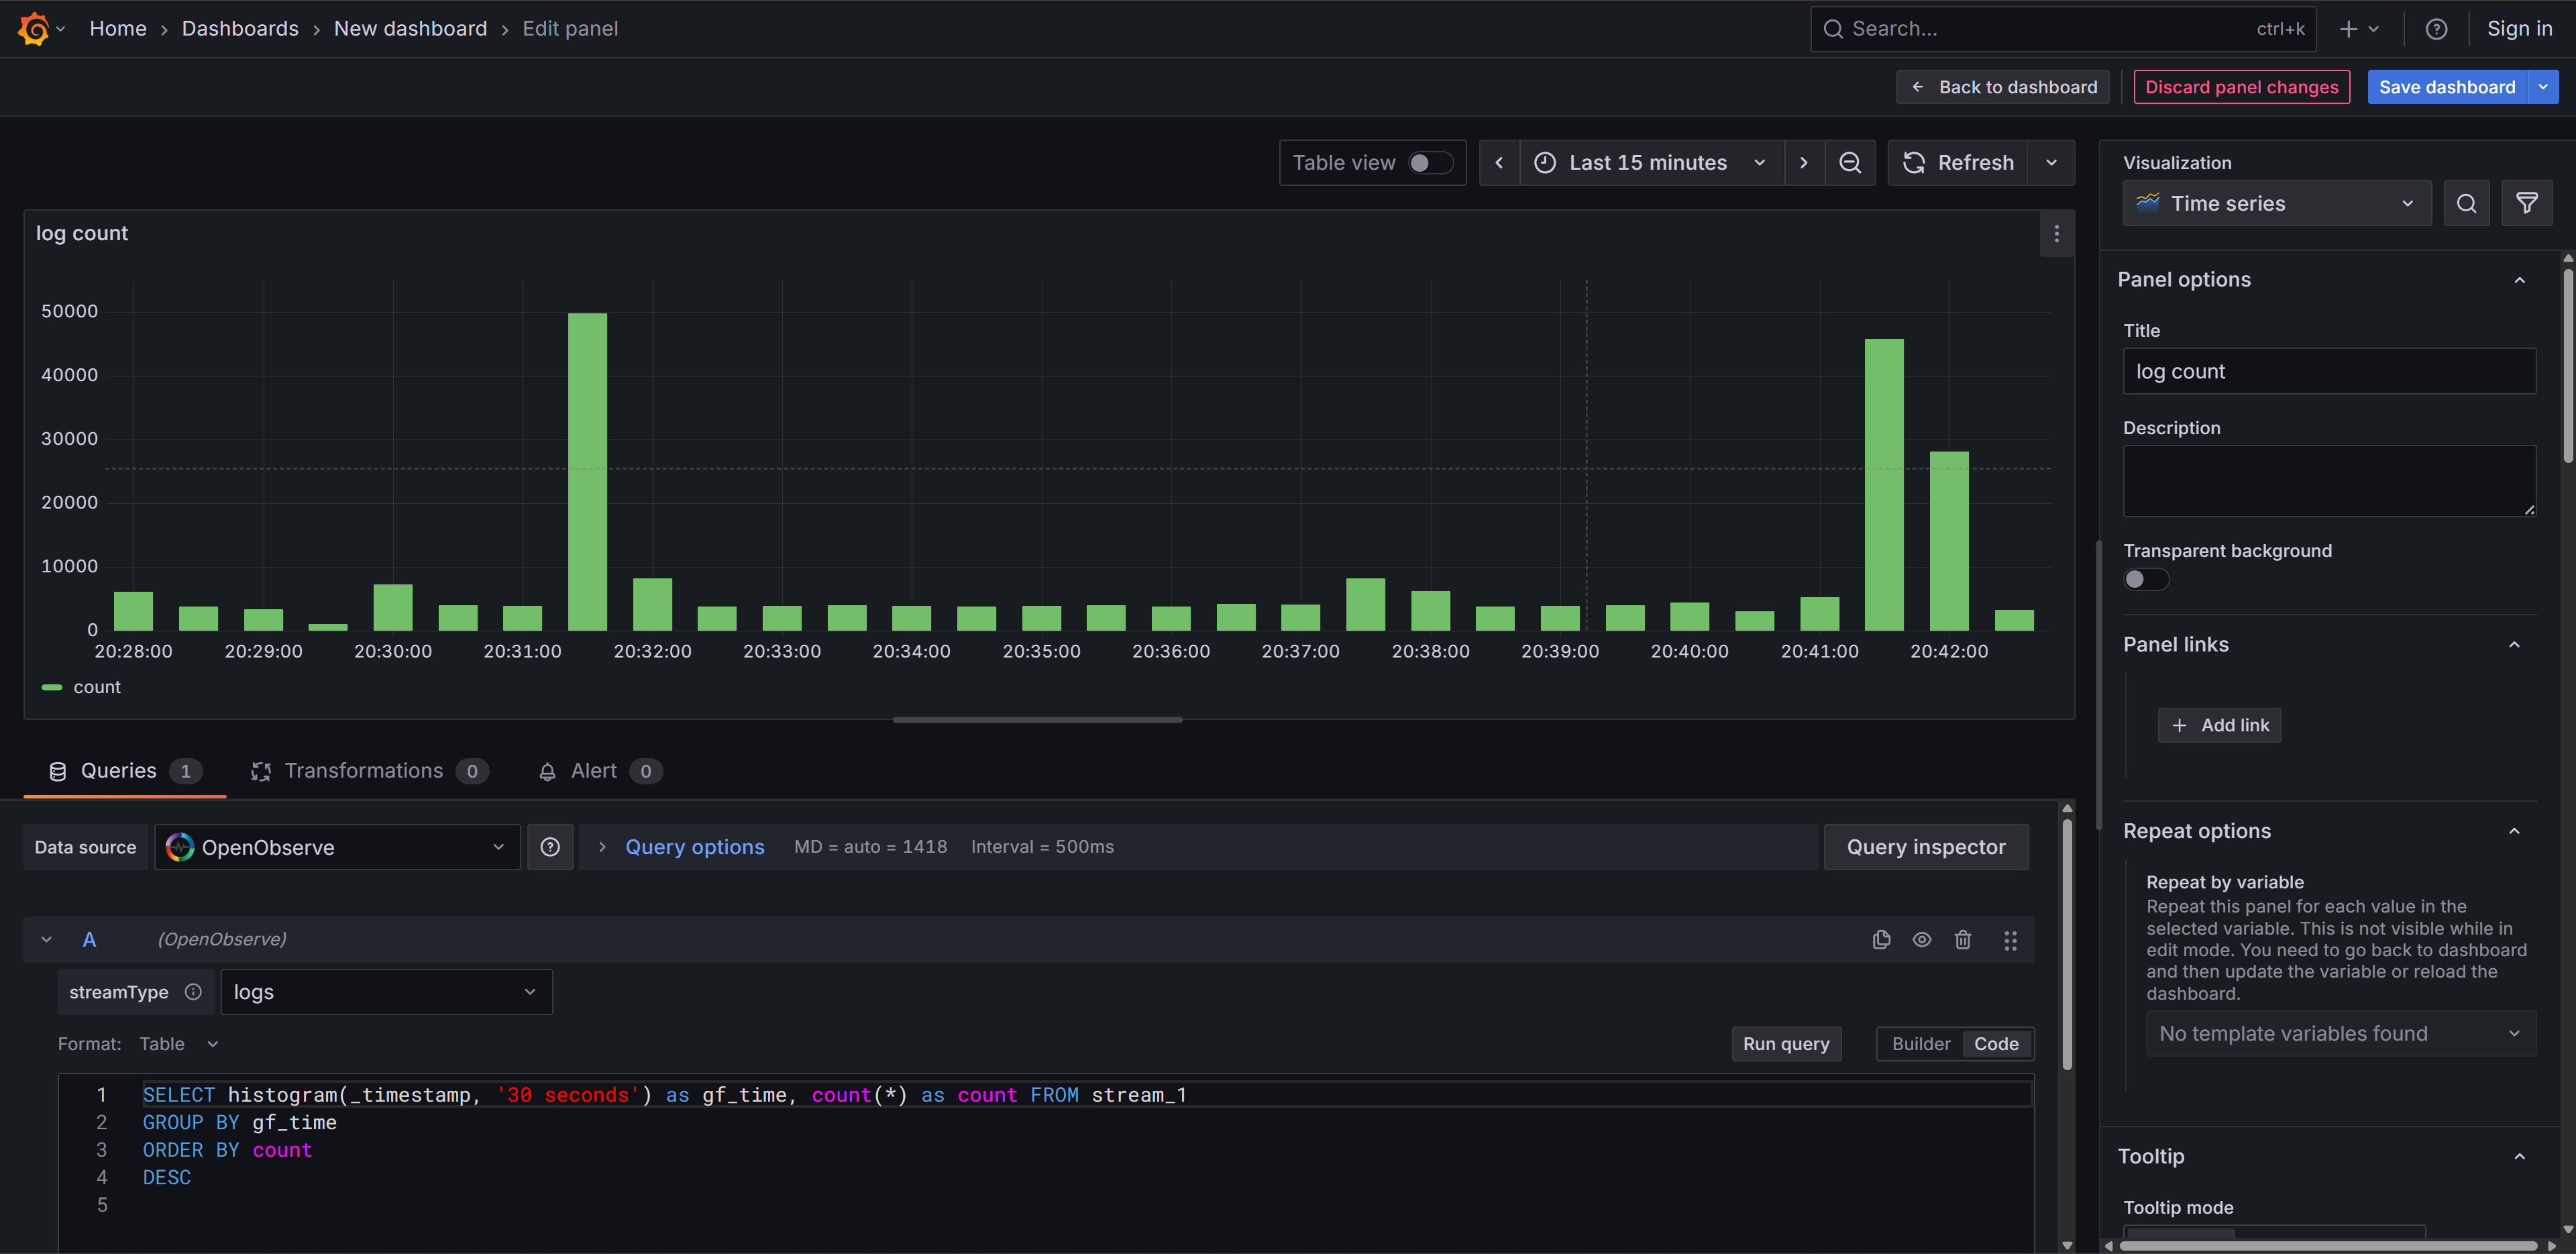 Home › Dashboards › New dashboard › Edit panel
Search... ctrl+k
Sign in
Back to dashboard
Discard panel changes
Save dashboard
Table view
Last 15 minutes
Refresh
log count
50000
40000
30000
20000
10000
0
20:28:00 20:29:00 20:30:00 20:31:00 20:32:00 20:33:00 20:34:00 20:35:00 20:36:00 20:37:00 20:38:00 20:39:00 20:40:00 20:41:00 20:42:00
count
Queries 1
Transformations 0
Alert 0
Data source
OpenObserve
Query options MD = auto = 1418 Interval = 500ms
Query inspector
A (OpenObserve)
streamType
logs
Format: Table
Run query
Builder Code
1 SELECT histogram(_timestamp, '30 seconds') as gf_time, count(*) as count FROM stream_1
2 GROUP BY gf_time
3 ORDER BY count
4 DESC
5
Visualization
Time series
Panel options
Title
log count
Description
Transparent background
Panel links
+ Add link
Repeat options
Repeat by variable
Repeat this panel for each value in the
selected variable. This is not visible while in
edit mode. You need to go back to dashboard
and then update the variable or reload the
dashboard.
No template variables found
Tooltip
Tooltip mode